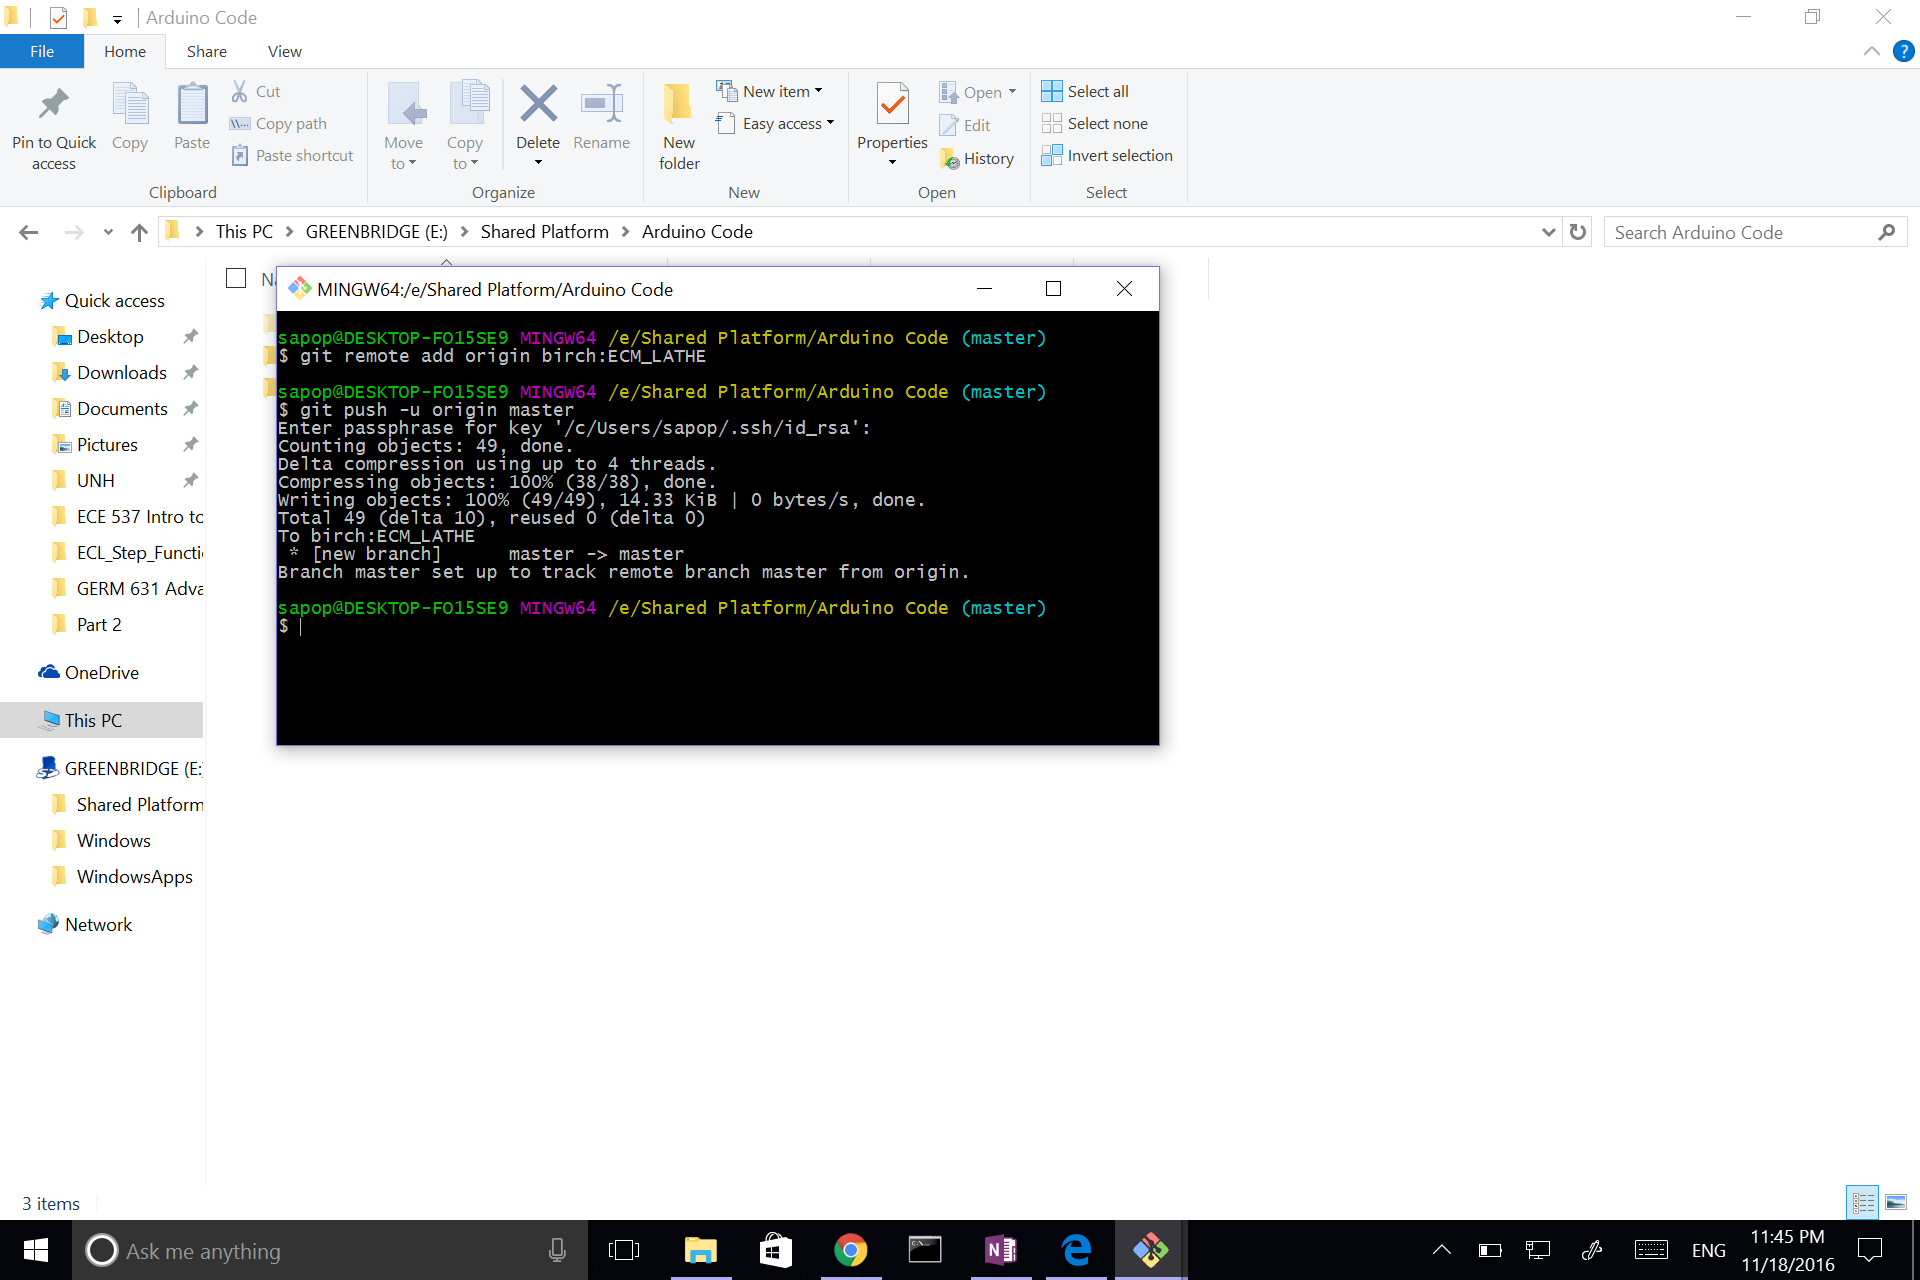 Arduino Code
File Home Share View
Pin to Quick access
Copy
Paste
Cut
Copy path
Paste shortcut
Clipboard
Move to
Copy to
Delete
Rename
Organize
New folder
New item
Easy access
New
Properties
Open
Edit
History
Open
Select all
Select none
Invert selection
Select
This PC > GREENBRIDGE (E:) > Shared Platform > Arduino Code
Search Arduino Code
Quick access
Desktop
Downloads
Documents
Pictures
UNH
ECE 537 Intro to
ECL_Step_Functi
GERM 631 Adva
Part 2
OneDrive
This PC
GREENBRIDGE (E:
Shared Platform
Windows
WindowsApps
Network
MINGW64:/e/Shared Platform/Arduino Code
sapop@DESKTOP-FO15SE9 MINGW64 /e/Shared Platform/Arduino Code (master)
$ git remote add origin birch:ECM_LATHE
sapop@DESKTOP-FO15SE9 MINGW64 /e/Shared Platform/Arduino Code (master)
$ git push -u origin master
Enter passphrase for key '/c/Users/sapop/.ssh/id_rsa':
Counting objects: 49, done.
Delta compression using up to 4 threads.
Compressing objects: 100% (38/38), done.
Writing objects: 100% (49/49), 14.33 KiB | 0 bytes/s, done.
Total 49 (delta 10), reused 0 (delta 0)
To birch:ECM_LATHE
 * [new branch]      master -> master
Branch master set up to track remote branch master from origin.
sapop@DESKTOP-FO15SE9 MINGW64 /e/Shared Platform/Arduino Code (master)
$
3 items
Ask me anything
ENG
11:45 PM
11/18/2016